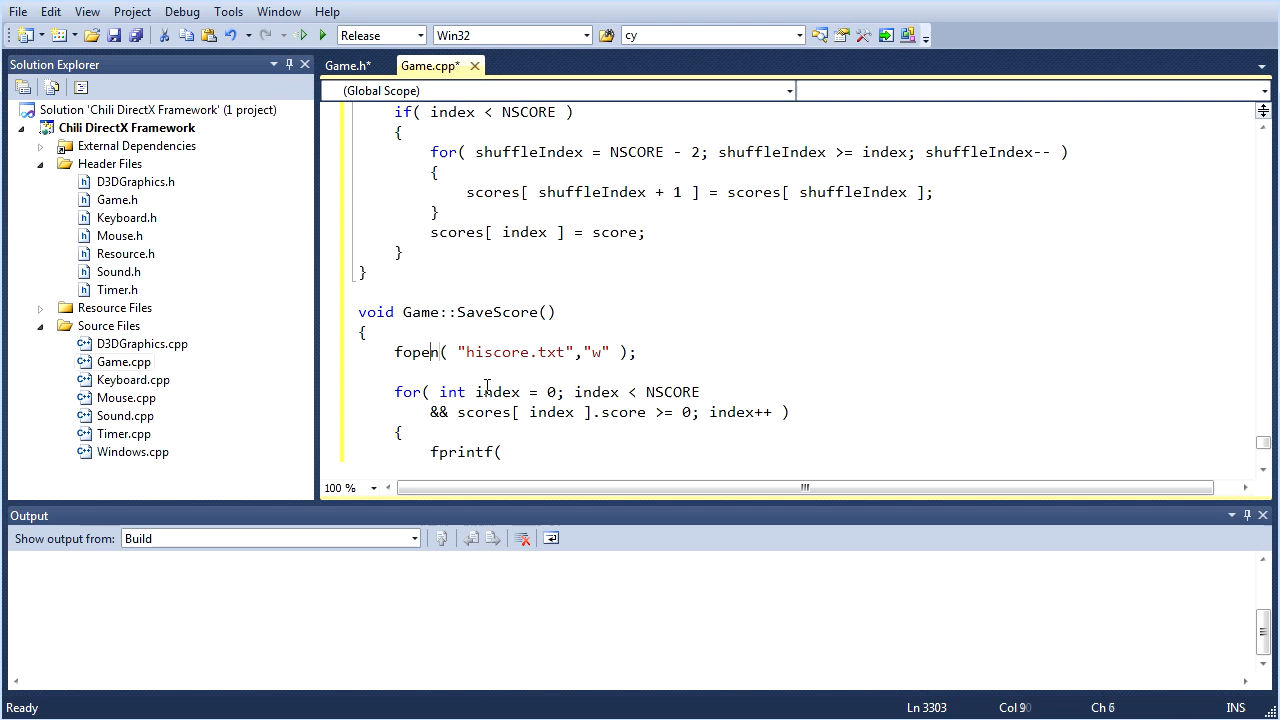 File Edit View Project Debug Tools Window Help
Release Win32 cy
Solution Explorer
Solution 'Chili DirectX Framework' (1 project)
Chili DirectX Framework
External Dependencies
Header Files
D3DGraphics.h
Game.h
Keyboard.h
Mouse.h
Resource.h
Sound.h
Timer.h
Resource Files
Source Files
D3DGraphics.cpp
Game.cpp
Keyboard.cpp
Mouse.cpp
Sound.cpp
Timer.cpp
Windows.cpp
Game.h* Game.cpp*
(Global Scope)
if( index < NSCORE )
{
for( shuffleIndex = NSCORE - 2; shuffleIndex >= index; shuffleIndex-- )
{
scores[ shuffleIndex + 1 ] = scores[ shuffleIndex ];
}
scores[ index ] = score;
}
}
void Game::SaveScore()
{
fopen( "hiscore.txt","w" );
for( int index = 0; index < NSCORE
&& scores[ index ].score >= 0; index++ )
{
fprintf(
100 %
Output
Show output from: Build
Ready Ln 3303 Col 90 Ch 6 INS